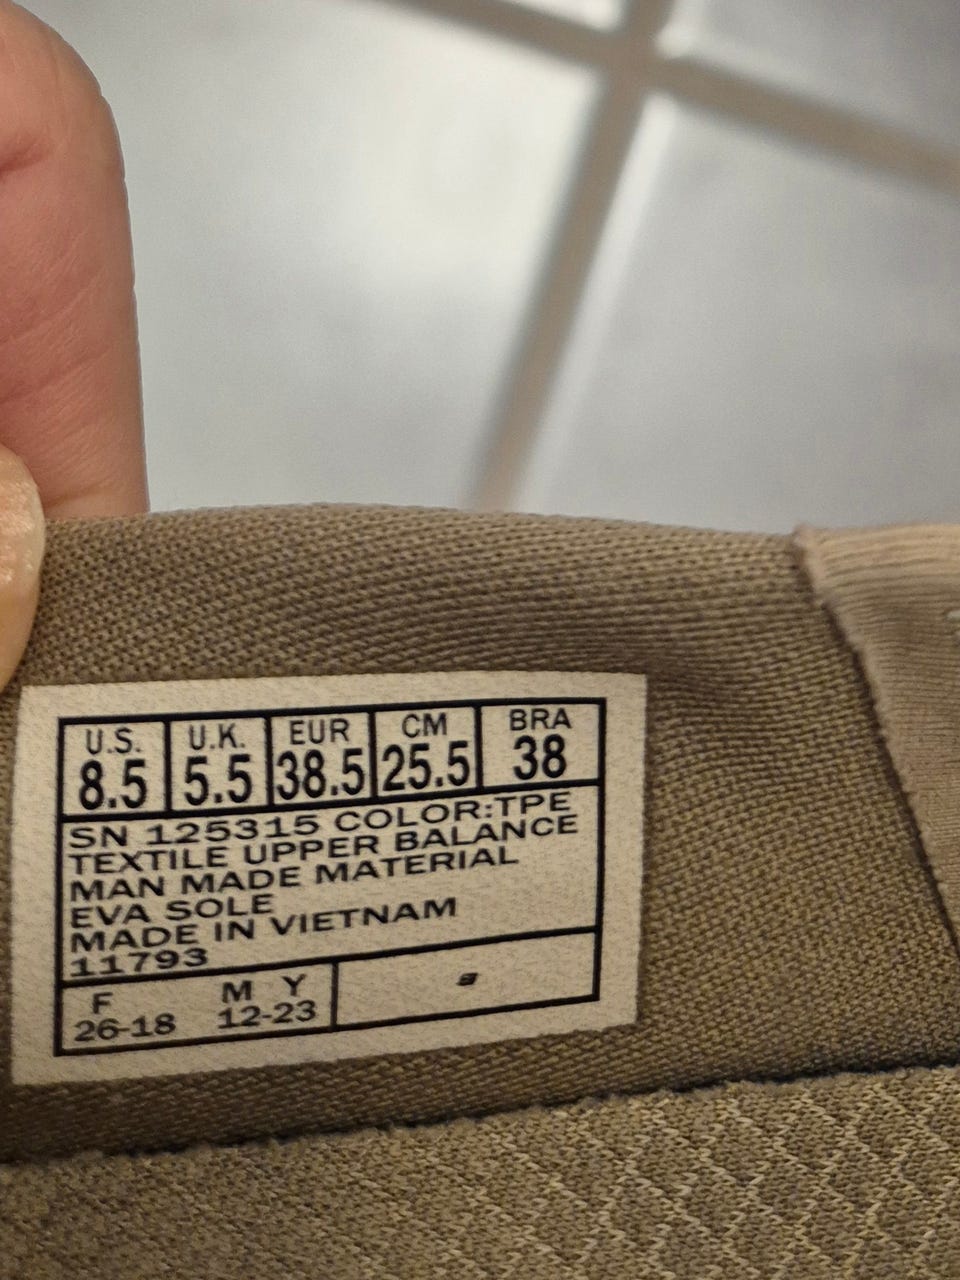 U.S. U.K. EUR CM BRA
8.5 5.5 38.5 25.5 38
SN 125315 COLOR:TPE
TEXTILE UPPER BALANCE
MAN MADE MATERIAL
EVA SOLE
MADE IN VIETNAM
11793
F M Y
26-18 12-23